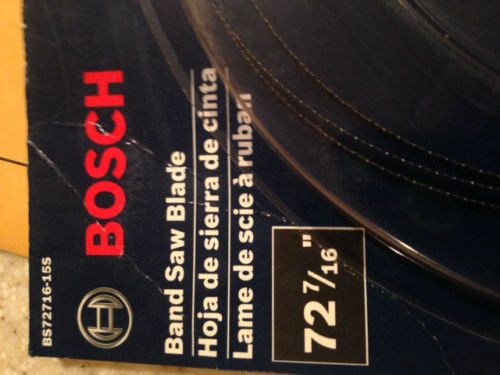 BS72716-15S
BOSCH
Band Saw Blade
Hoja de sierra de cinta
Lame de scie à ruban
72 7/16"